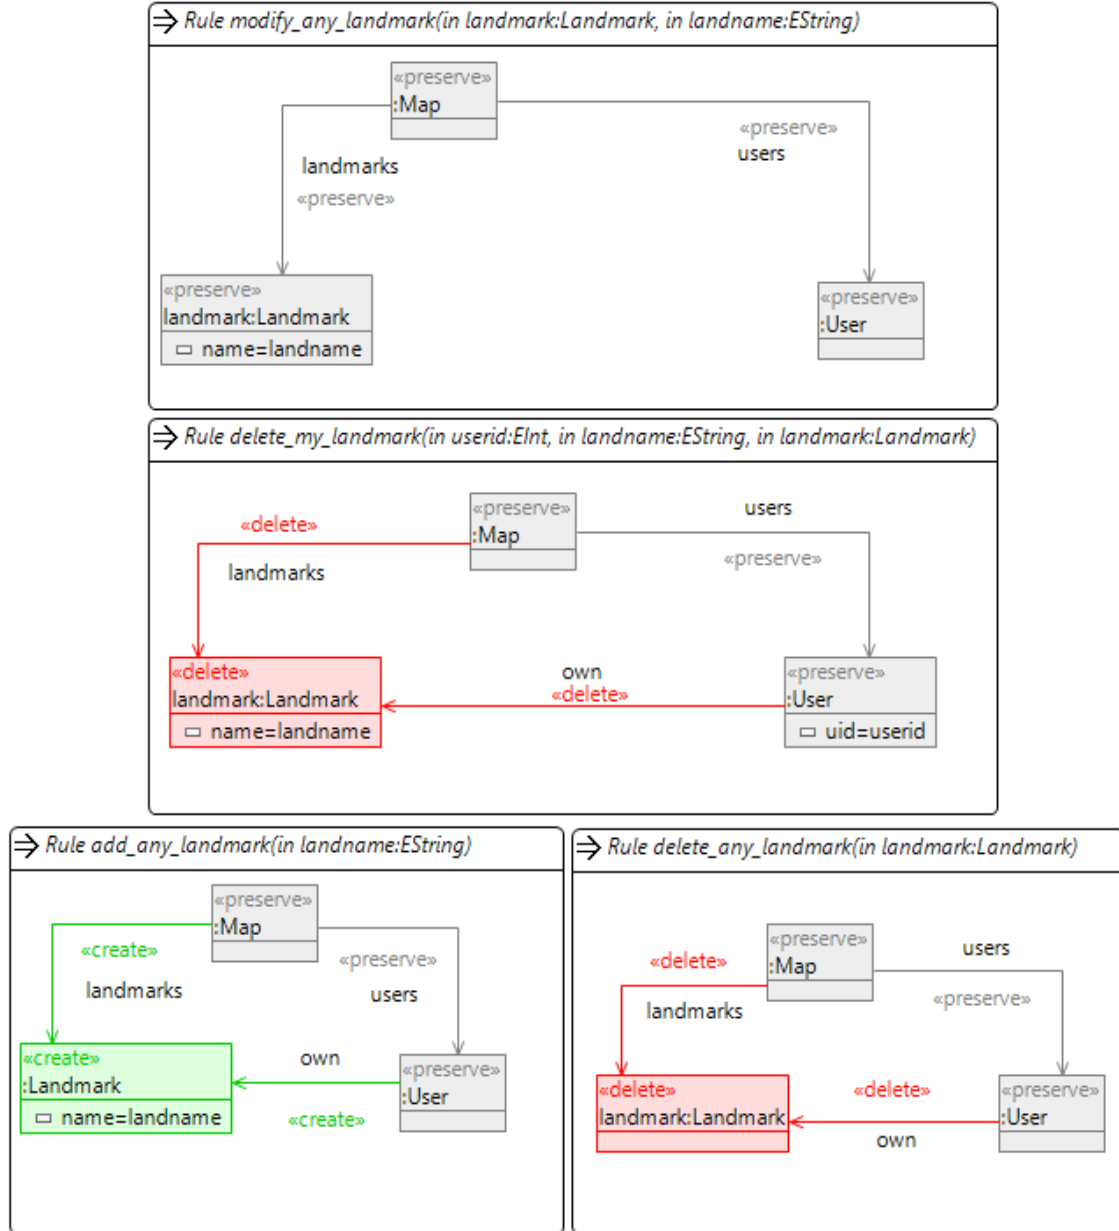 Rule modify_any_landmark(in landmark:Landmark, in landname:EString)
«preserve»
:Map
«preserve»
users
landmarks
«preserve»
«preserve»
landmark:Landmark
name=landname
«preserve»
:User
Rule delete_my_landmark(in userid:EInt, in landname:EString, in landmark:Landmark)
«preserve»
:Map
«delete»
users
landmarks
«preserve»
«delete»
landmark:Landmark
name=landname
own
«delete»
«preserve»
:User
uid=userid
Rule add_any_landmark(in landname:EString)
«preserve»
:Map
«create»
landmarks
«preserve»
users
«create»
:Landmark
name=landname
own
«create»
«preserve»
:User
Rule delete_any_landmark(in landmark:Landmark)
«preserve»
:Map
«delete»
landmarks
users
«preserve»
«delete»
landmark:Landmark
«delete»
own
«preserve»
:User